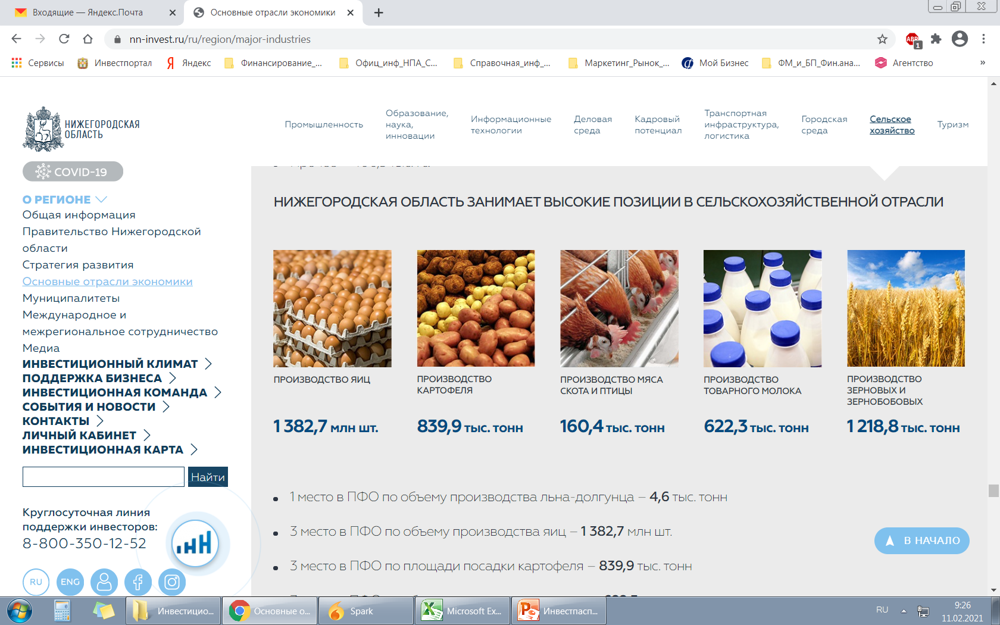 Входящие — Яндекс.Почта
Основные отрасли экономики
nn-invest.ru/ru/region/major-industries
ABP
1
Сервисы
Инвестпортал
Яндекс
Финансирование_...
Офиц_инф_НПА_С...
Справочная_инф_...
Маркетинг_Рынок_...
Мой Бизнес
ФМ_и_БП_Фин.ана...
Агентство
»
НИЖЕГОРОДСКАЯ
ОБЛАСТЬ
Промышленность
Образование,
наука,
инновации
Информационные
технологии
Деловая
среда
Кадровый
потенциал
Транспортная
инфраструктура,
логистика
Городская
среда
Сельское
хозяйство
Туризм
COVID-19
О РЕГИОНЕ
Общая информация
Правительство Нижегородской
области
Стратегия развития
Основные отрасли экономики
Муниципалитеты
Международное и
межрегиональное сотрудничество
Медиа
ИНВЕСТИЦИОННЫЙ КЛИМАТ
ПОДДЕРЖКА БИЗНЕСА
ИНВЕСТИЦИОННАЯ КОМАНДА
СОБЫТИЯ И НОВОСТИ
КОНТАКТЫ
ЛИЧНЫЙ КАБИНЕТ
ИНВЕСТИЦИОННАЯ КАРТА
Найти
Круглосуточная линия
поддержки инвесторов:
8-800-350-12-52
RU
ENG
НИЖЕГОРОДСКАЯ ОБЛАСТЬ ЗАНИМАЕТ ВЫСОКИЕ ПОЗИЦИИ В СЕЛЬСКОХОЗЯЙСТВЕННОЙ ОТРАСЛИ
ПРОИЗВОДСТВО ЯИЦ
1 382,7 млн шт.
ПРОИЗВОДСТВО
КАРТОФЕЛЯ
839,9 тыс. тонн
ПРОИЗВОДСТВО МЯСА
СКОТА И ПТИЦЫ
160,4 тыс. тонн
ПРОИЗВОДСТВО
ТОВАРНОГО МОЛОКА
622,3 тыс. тонн
ПРОИЗВОДСТВО
ЗЕРНОВЫХ И
ЗЕРНОБОБОВЫХ
1 218,8 тыс. тонн
1 место в ПФО по объему производства льна-долгунца – 4,6 тыс. тонн
3 место в ПФО по объему производства яиц – 1 382,7 млн шт.
3 место в ПФО по площади посадки картофеля – 839,9 тыс. тонн
В НАЧАЛО
Инвестицио...
Основные о...
Spark
Microsoft Ex...
Инвестпасп...
RU
9:26
11.02.2021